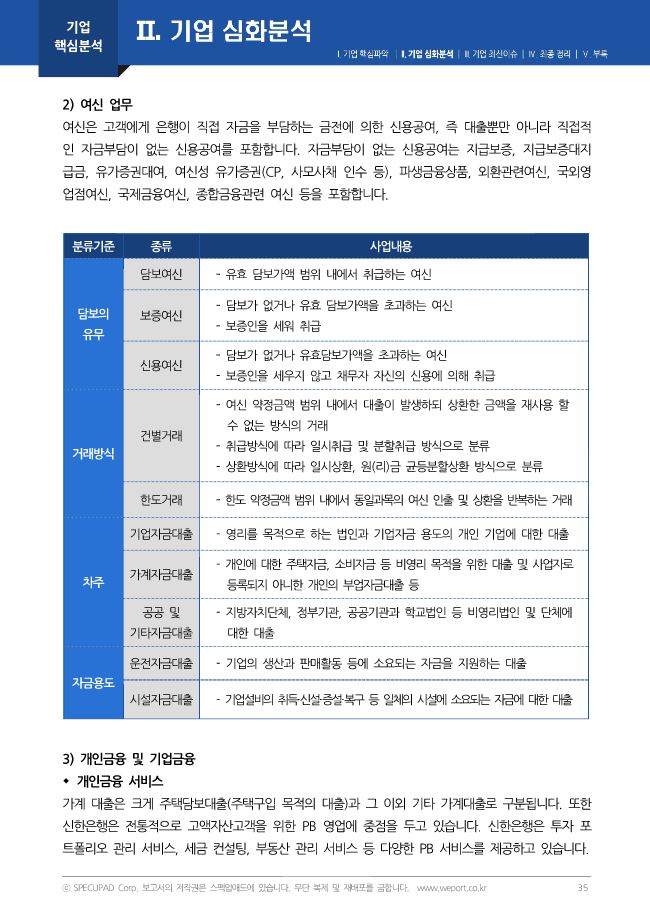 기업
핵심분석
Ⅱ. 기업 심화분석
Ⅰ. 기업 핵심파악 | Ⅱ. 기업 심화분석 | Ⅲ. 기업 최신이슈 | Ⅳ. 최종 정리 | Ⅴ. 부록
2) 여신 업무
여신은 고객에게 은행이 직접 자금을 부담하는 금전에 의한 신용공여, 즉 대출뿐만 아니라 직접적
인 자금부담이 없는 신용공여를 포함합니다. 자금부담이 없는 신용공여는 지급보증, 지급보증대지
급금, 유가증권대여, 여신성 유가증권(CP, 사모사채 인수 등), 파생금융상품, 외환관련여신, 국외영
업점여신, 국제금융여신, 종합금융관련 여신 등을 포함합니다.
분류기준 종류 사업내용
담보의
유무
담보여신
- 유효 담보가액 범위 내에서 취급하는 여신
보증여신
- 담보가 없거나 유효 담보가액을 초과하는 여신
- 보증인을 세워 취급
신용여신
- 담보가 없거나 유효담보가액을 초과하는 여신
- 보증인을 세우지 않고 채무자 자신의 신용에 의해 취급
거래방식
건별거래
- 여신 약정금액 범위 내에서 대출이 발생하되 상환한 금액을 재사용 할
수 없는 방식의 거래
- 취급방식에 따라 일시취급 및 분할취급 방식으로 분류
- 상환방식에 따라 일시상환, 원(리)금 균등분할상환 방식으로 분류
한도거래
- 한도 약정금액 범위 내에서 동일과목의 여신 인출 및 상환을 반복하는 거래
차주
기업자금대출
- 영리를 목적으로 하는 법인과 기업자금 용도의 개인 기업에 대한 대출
가계자금대출
- 개인에 대한 주택자금, 소비자금 등 비영리 목적을 위한 대출 및 사업자로
등록되지 아니한 개인의 부업자금대출 등
공공 및
기타자금대출
- 지방자치단체, 정부기관, 공공기관과 학교법인 등 비영리법인 및 단체에
대한 대출
자금용도
운전자금대출
- 기업의 생산과 판매활동 등에 소요되는 자금을 지원하는 대출
시설자금대출
- 기업설비의 취득·신설·증설·복구 등 일체의 시설에 소요되는 자금에 대한 대출
3) 개인금융 및 기업금융
◆ 개인금융 서비스
가계 대출은 크게 주택담보대출(주택구입 목적의 대출)과 그 이외 기타 가계대출로 구분됩니다. 또한
신한은행은 전통적으로 고액자산고객을 위한 PB 영업에 중점을 두고 있습니다. 신한은행은 투자 포
트폴리오 관리 서비스, 세금 컨설팅, 부동산 관리 서비스 등 다양한 PB 서비스를 제공하고 있습니다.
ⓒ SPECUPAD Corp. 보고서의 저작권은 스펙업애드에 있습니다. 무단 복제 및 재배포를 금합니다. www.weport.co.kr
35